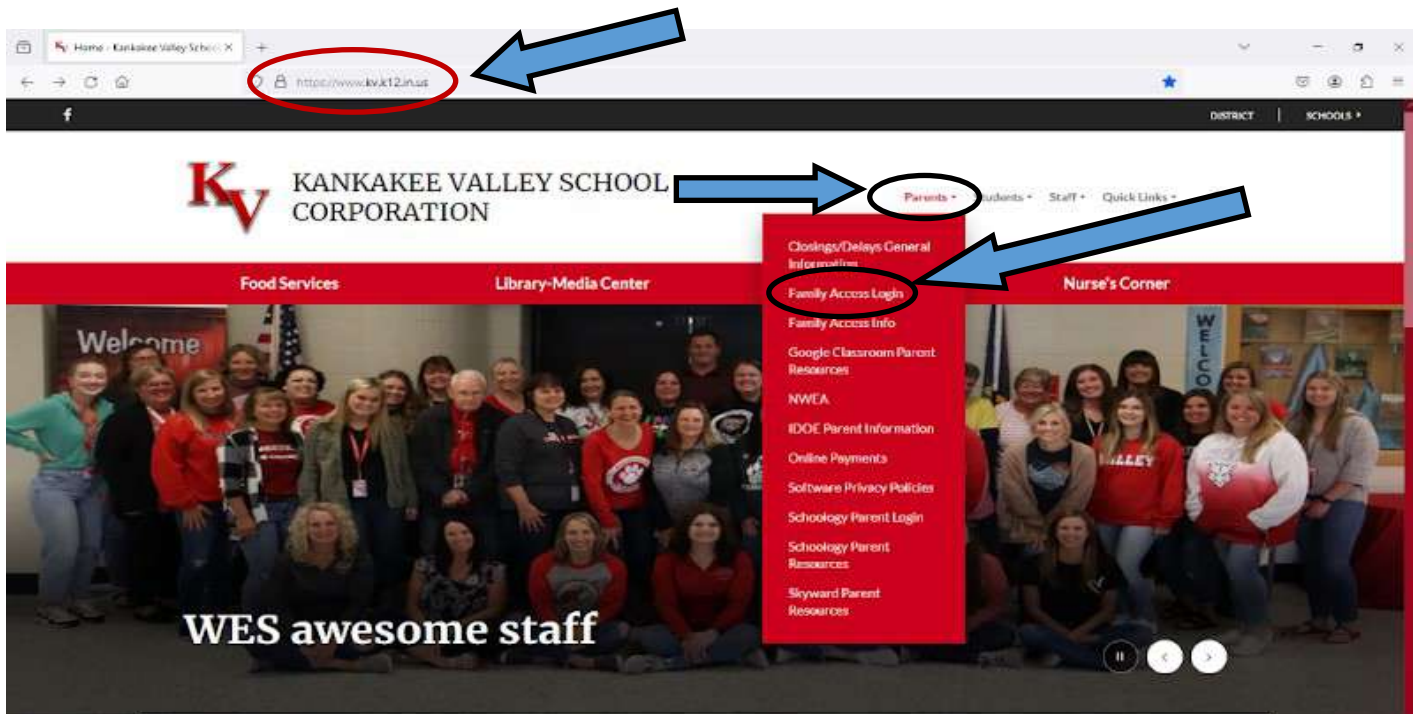 Home - Kankakee Valley School
https://www.kv.k12.in.us
f
DISTRICT
SCHOOLS
KV
KANKAKEE VALLEY SCHOOL
CORPORATION
Parents
Students
Staff
Quick Links
Closings/Delays General
Information
Food Services
Library-Media Center
Family Access Login
Nurse's Corner
Family Access Info
Google Classroom Parent
Resources
NWEA
IDOE Parent Information
Online Payments
Software Privacy Policies
Schoology Parent Login
Schoology Parent
Resources
Skyward Parent
Resources
Welcome
WELCO
VALLEY
WES awesome staff